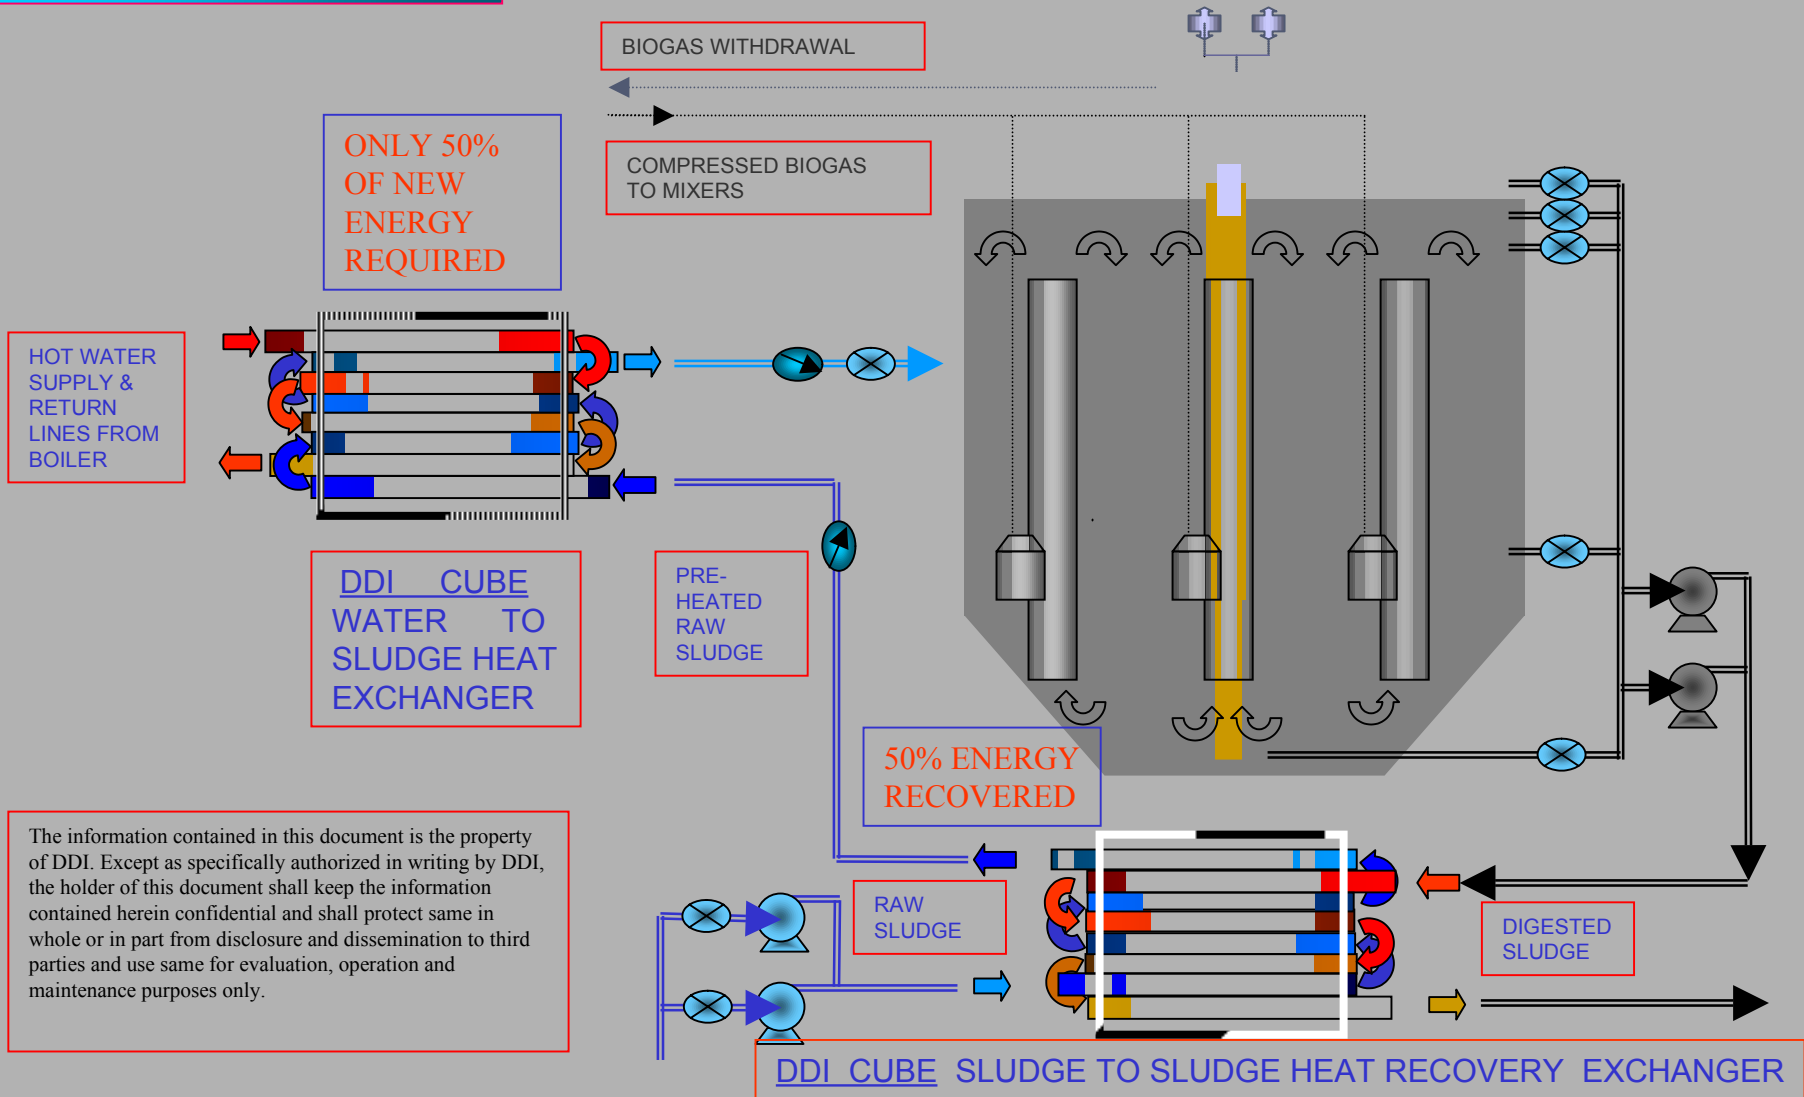 BIOGAS WITHDRAWAL
ONLY 50%
OF NEW
ENERGY
REQUIRED
COMPRESSED BIOGAS
TO MIXERS
HOT WATER
SUPPLY &
RETURN
LINES FROM
BOILER
DDI CUBE
WATER TO
SLUDGE HEAT
EXCHANGER
PRE-
HEATED
RAW
SLUDGE
50% ENERGY
RECOVERED
The information contained in this document is the property
of DDI. Except as specifically authorized in writing by DDI,
the holder of this document shall keep the information
contained herein confidential and shall protect same in
whole or in part from disclosure and dissemination to third
parties and use same for evaluation, operation and
maintenance purposes only.
RAW
SLUDGE
DIGESTED
SLUDGE
DDI CUBE SLUDGE TO SLUDGE HEAT RECOVERY EXCHANGER